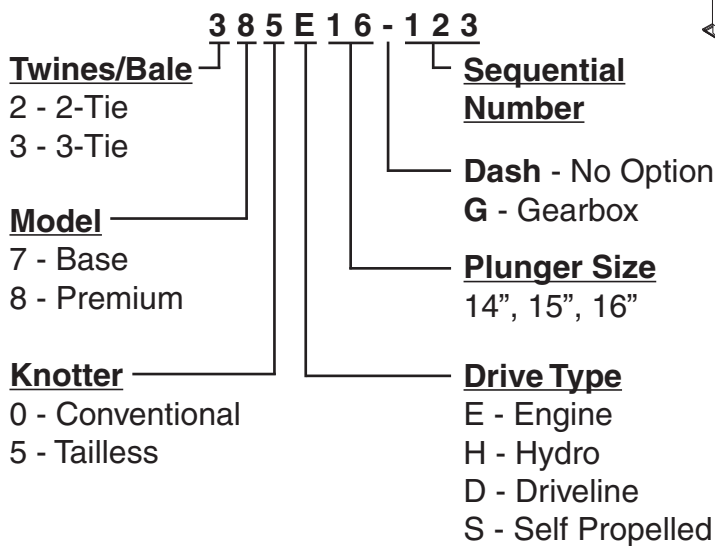 3 8 5 E 1 6 - 1 2 3
Twines/Bale
2 - 2-Tie
3 - 3-Tie
Model
7 - Base
8 - Premium
Knotter
0 - Conventional
5 - Tailless
Sequential
Number
Dash - No Option
G - Gearbox
Plunger Size
14”, 15”, 16”
Drive Type
E - Engine
H - Hydro
D - Driveline
S - Self Propelled